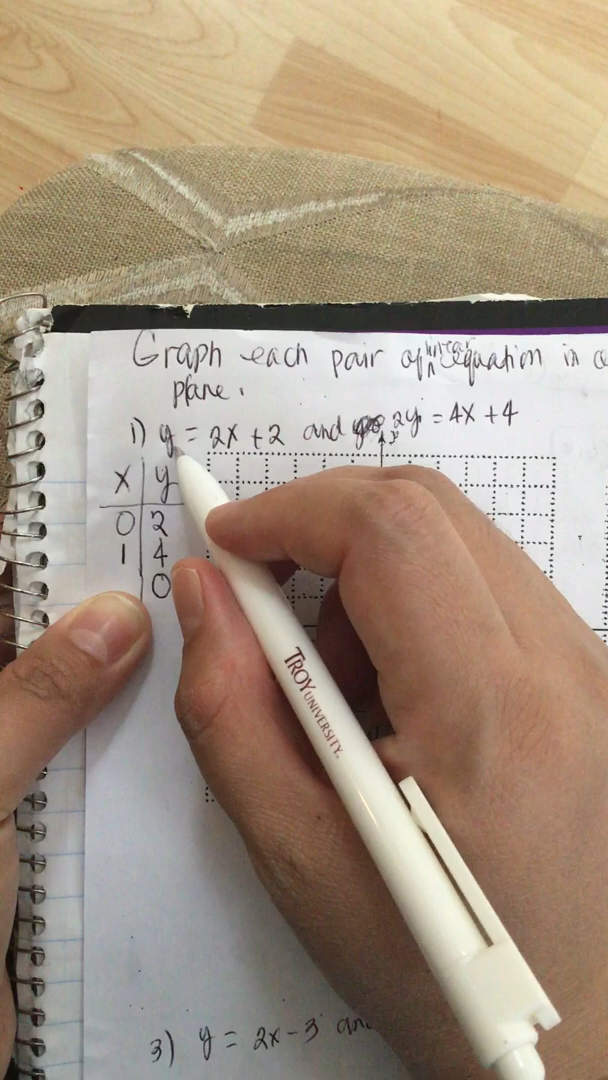 Graph each pair of linear equation in a
plane.
1) y = 2x + 2 and 2y = 4x + 4
x y
0 2
1 4
0
TROY UNIVERSITY
3) y = 2x - 3 and